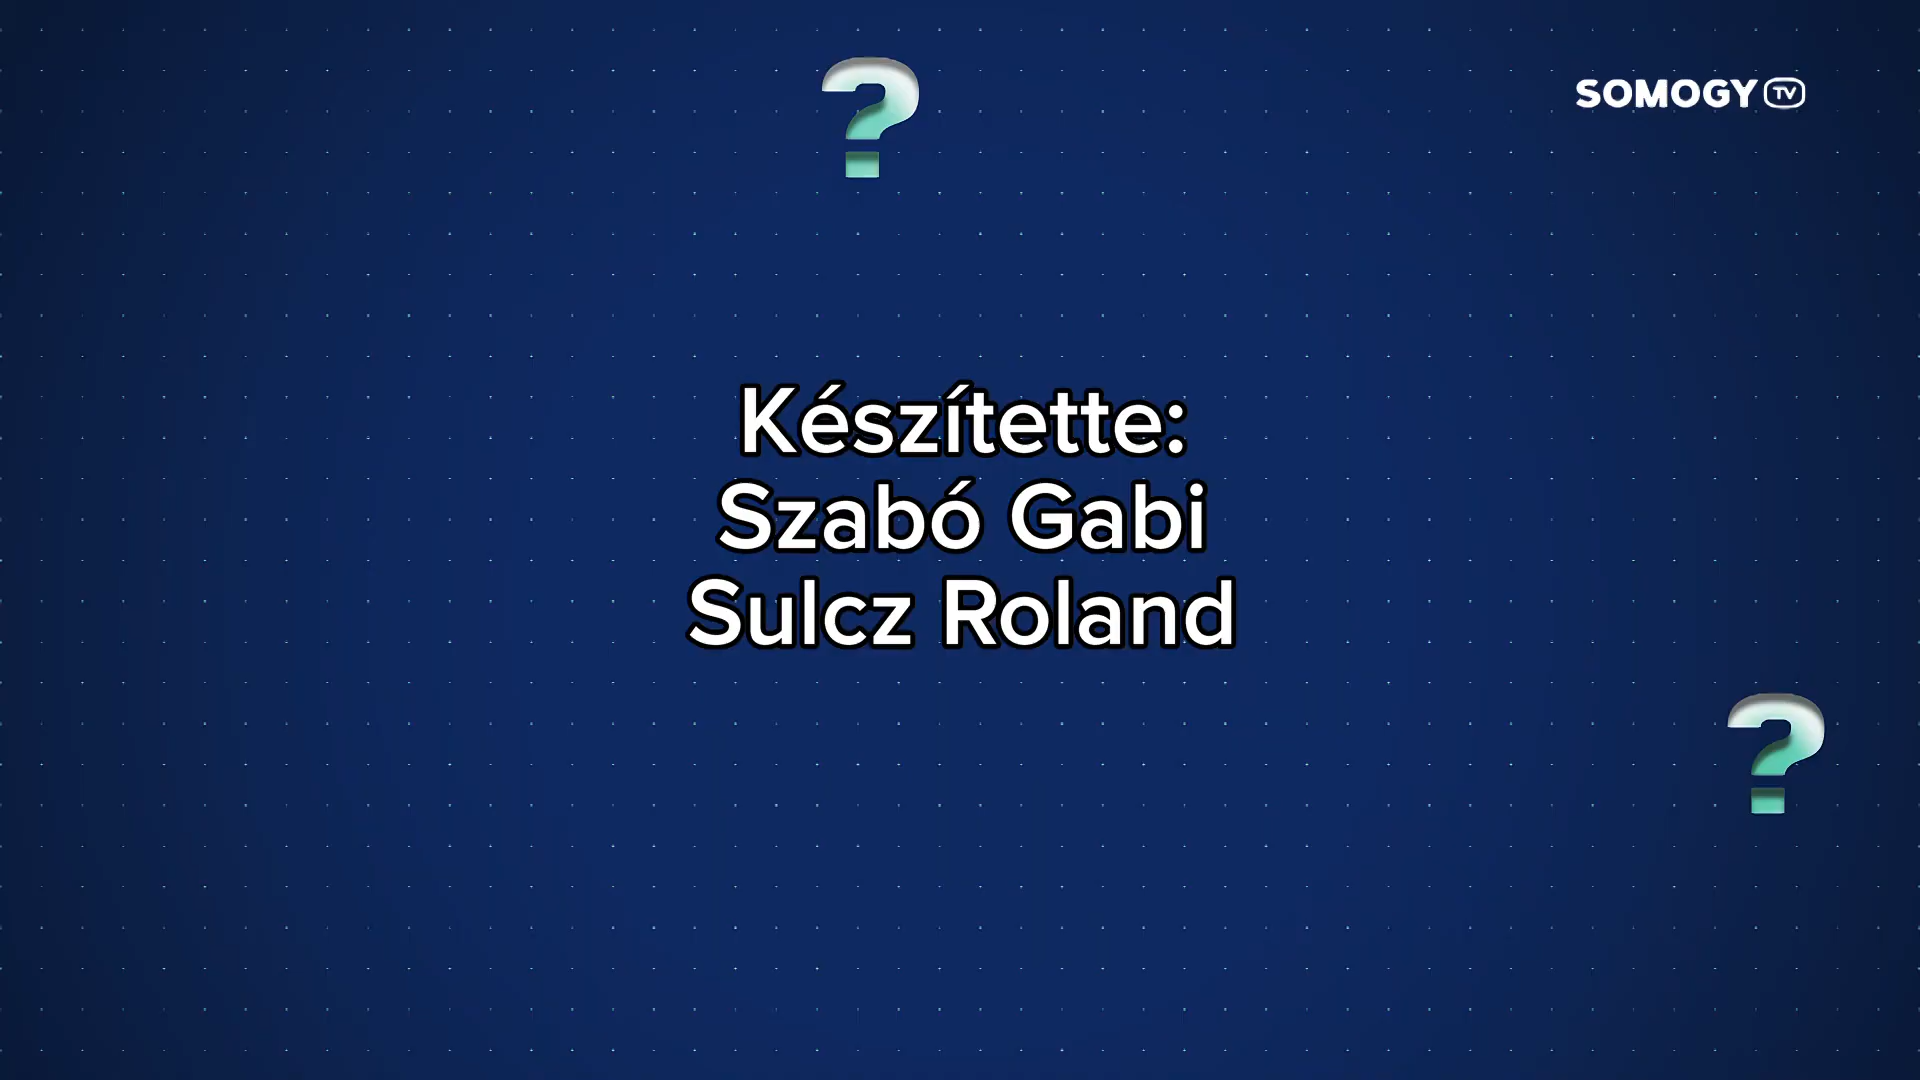 ?
SOMOGY TV
Készítette:
Szabó Gabi
Sulcz Roland
?